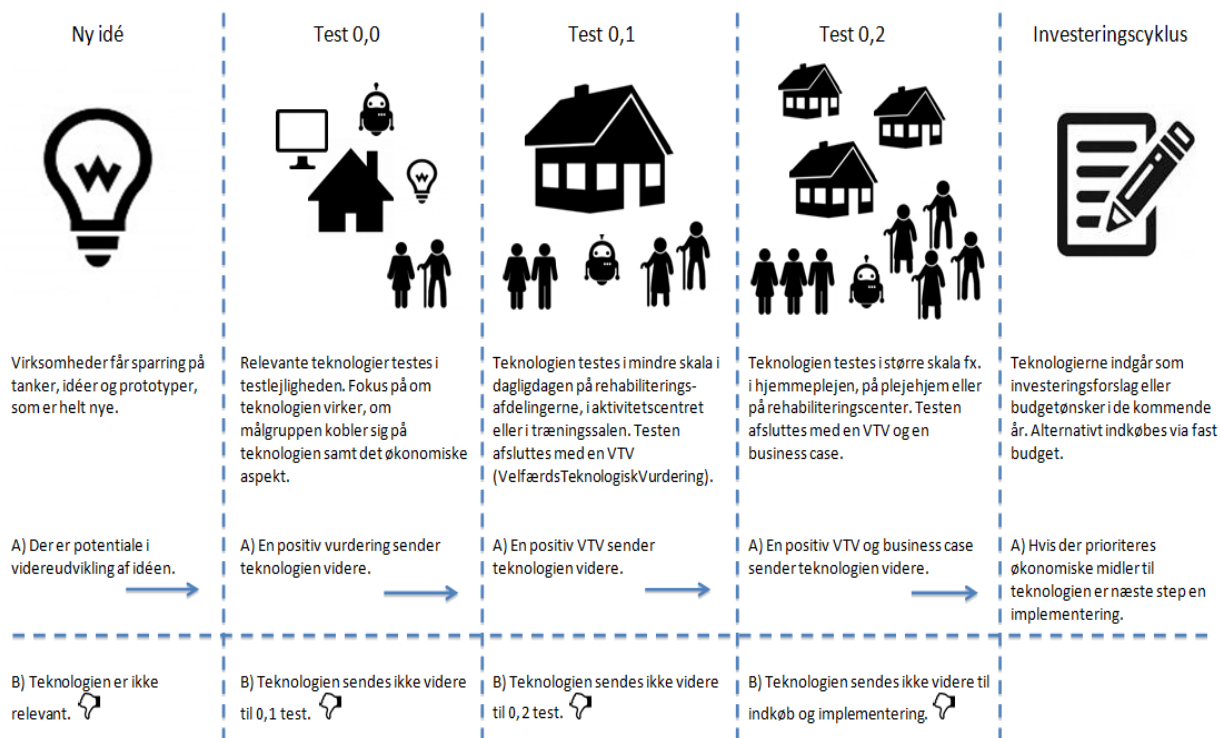 Ny idé
Test 0,0
Test 0,1
Test 0,2
Investeringscyklus
W
W
Virksomheder får sparring på
tanker, idéer og prototyper,
som er helt nye.
Relevante teknologier testes i
testlejligheden. Fokus på om
teknologien virker, om
målgruppen kobler sig på
teknologien samt det økonomiske
aspekt.
Teknologien testes i mindre skala i
dagligdagen på rehabiliterings-
afdelingerne, i aktivitetscentret
eller i træningssalen. Testen
afsluttes med en VTV
(VelfærdsTeknologiskVurdering).
Teknologien testes i større skala fx.
i hjemmeplejen, på plejehjem eller
på rehabiliteringscenter. Testen
afsluttes med en VTV og en
business case.
Teknologierne indgår som
investeringsforslag eller
budgetønsker i de kommende
år. Alternativt indkøbes via fast
budget.
A) Der er potentiale i
videreudvikling af idéen.
A) En positiv vurdering sender
teknologien videre.
A) En positiv VTV sender
teknologien videre.
A) En positiv VTV og business case
sender teknologien videre.
A) Hvis der prioriteres
økonomiske midler til
teknologien er næste step en
implementering.
B) Teknologien er ikke
relevant.
B) Teknologien sendes ikke videre
til 0,1 test.
B) Teknologien sendes ikke videre
til 0,2 test.
B) Teknologien sendes ikke videre til
indkøb og implementering.